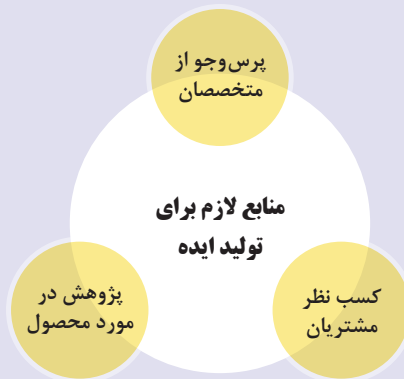 پرس‌وجو از
متخصصان
منابع لازم برای
تولید ایده
کسب نظر
مشتریان
پژوهش در
مورد محصول